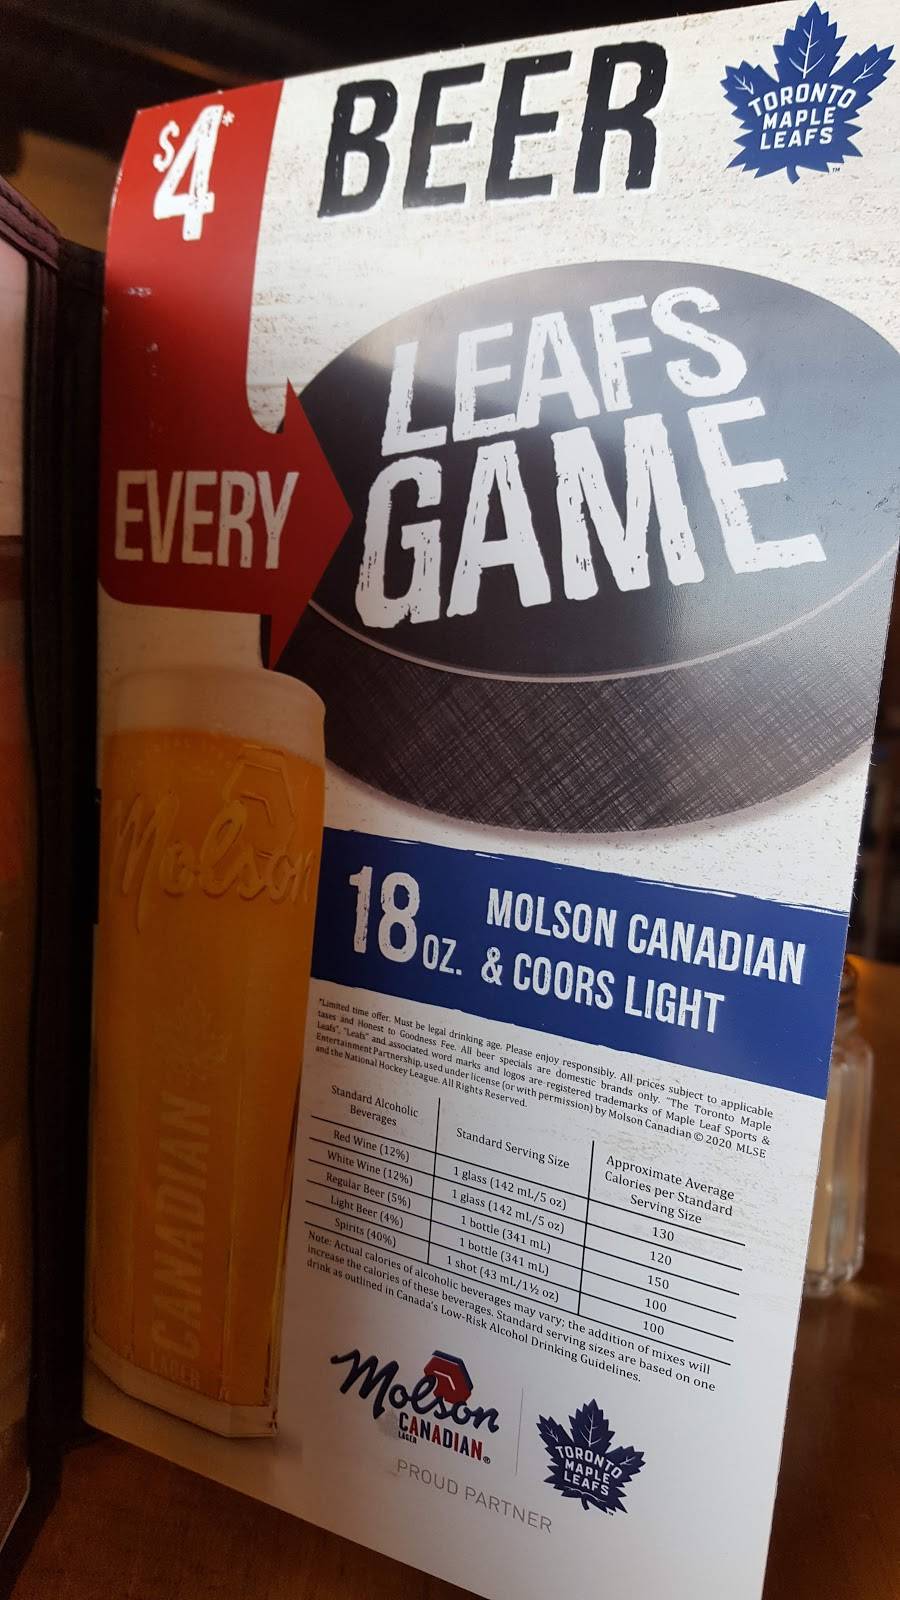 $4*
BEER
TORONTO
MAPLE
LEAFS
™
EVERY
LEAFS
GAME
Molson
CANADIAN
LAGER
18 OZ.
MOLSON CANADIAN
& COORS LIGHT
*Limited time offer. Must be legal drinking age. Please enjoy responsibly. All prices subject to applicable
taxes and Honest to Goodness Fee. All beer specials are domestic brands only. "The Toronto Maple
Leafs", "Leafs" and associated word marks and logos are registered trademarks of Maple Leaf Sports &
Entertainment Partnership, used under license (or with permission) by Molson Canadian © 2020 MLSE
and the National Hockey League. All Rights Reserved.
Standard Alcoholic
Beverages
Standard Serving Size
Approximate Average
Calories per Standard
Serving Size
Red Wine (12%) 1 glass (142 mL/5 oz) 130
White Wine (12%) 1 glass (142 mL/5 oz) 120
Regular Beer (5%) 1 bottle (341 mL) 150
Light Beer (4%) 1 bottle (341 mL) 100
Spirits (40%) 1 shot (43 mL/1½ oz) 100
Note: Actual calories of alcoholic beverages may vary; the addition of mixes will
increase the calories of these beverages. Standard serving sizes are based on one
drink as outlined in Canada's Low-Risk Alcohol Drinking Guidelines.
Molson
CANADIAN®
LAGER
PROUD PARTNER
TORONTO
MAPLE
LEAFS
™